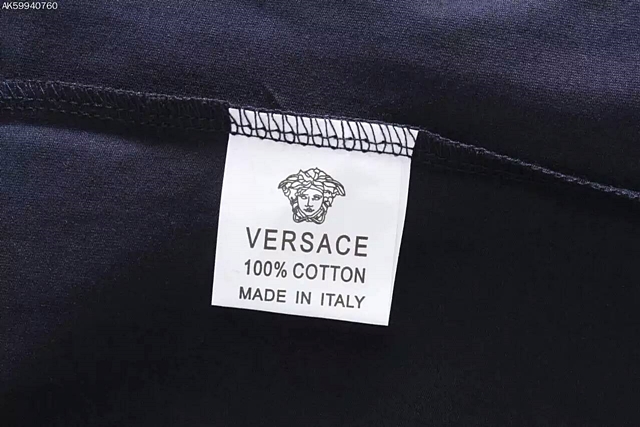 AK59940760
VERSACE
100% COTTON
MADE IN ITALY